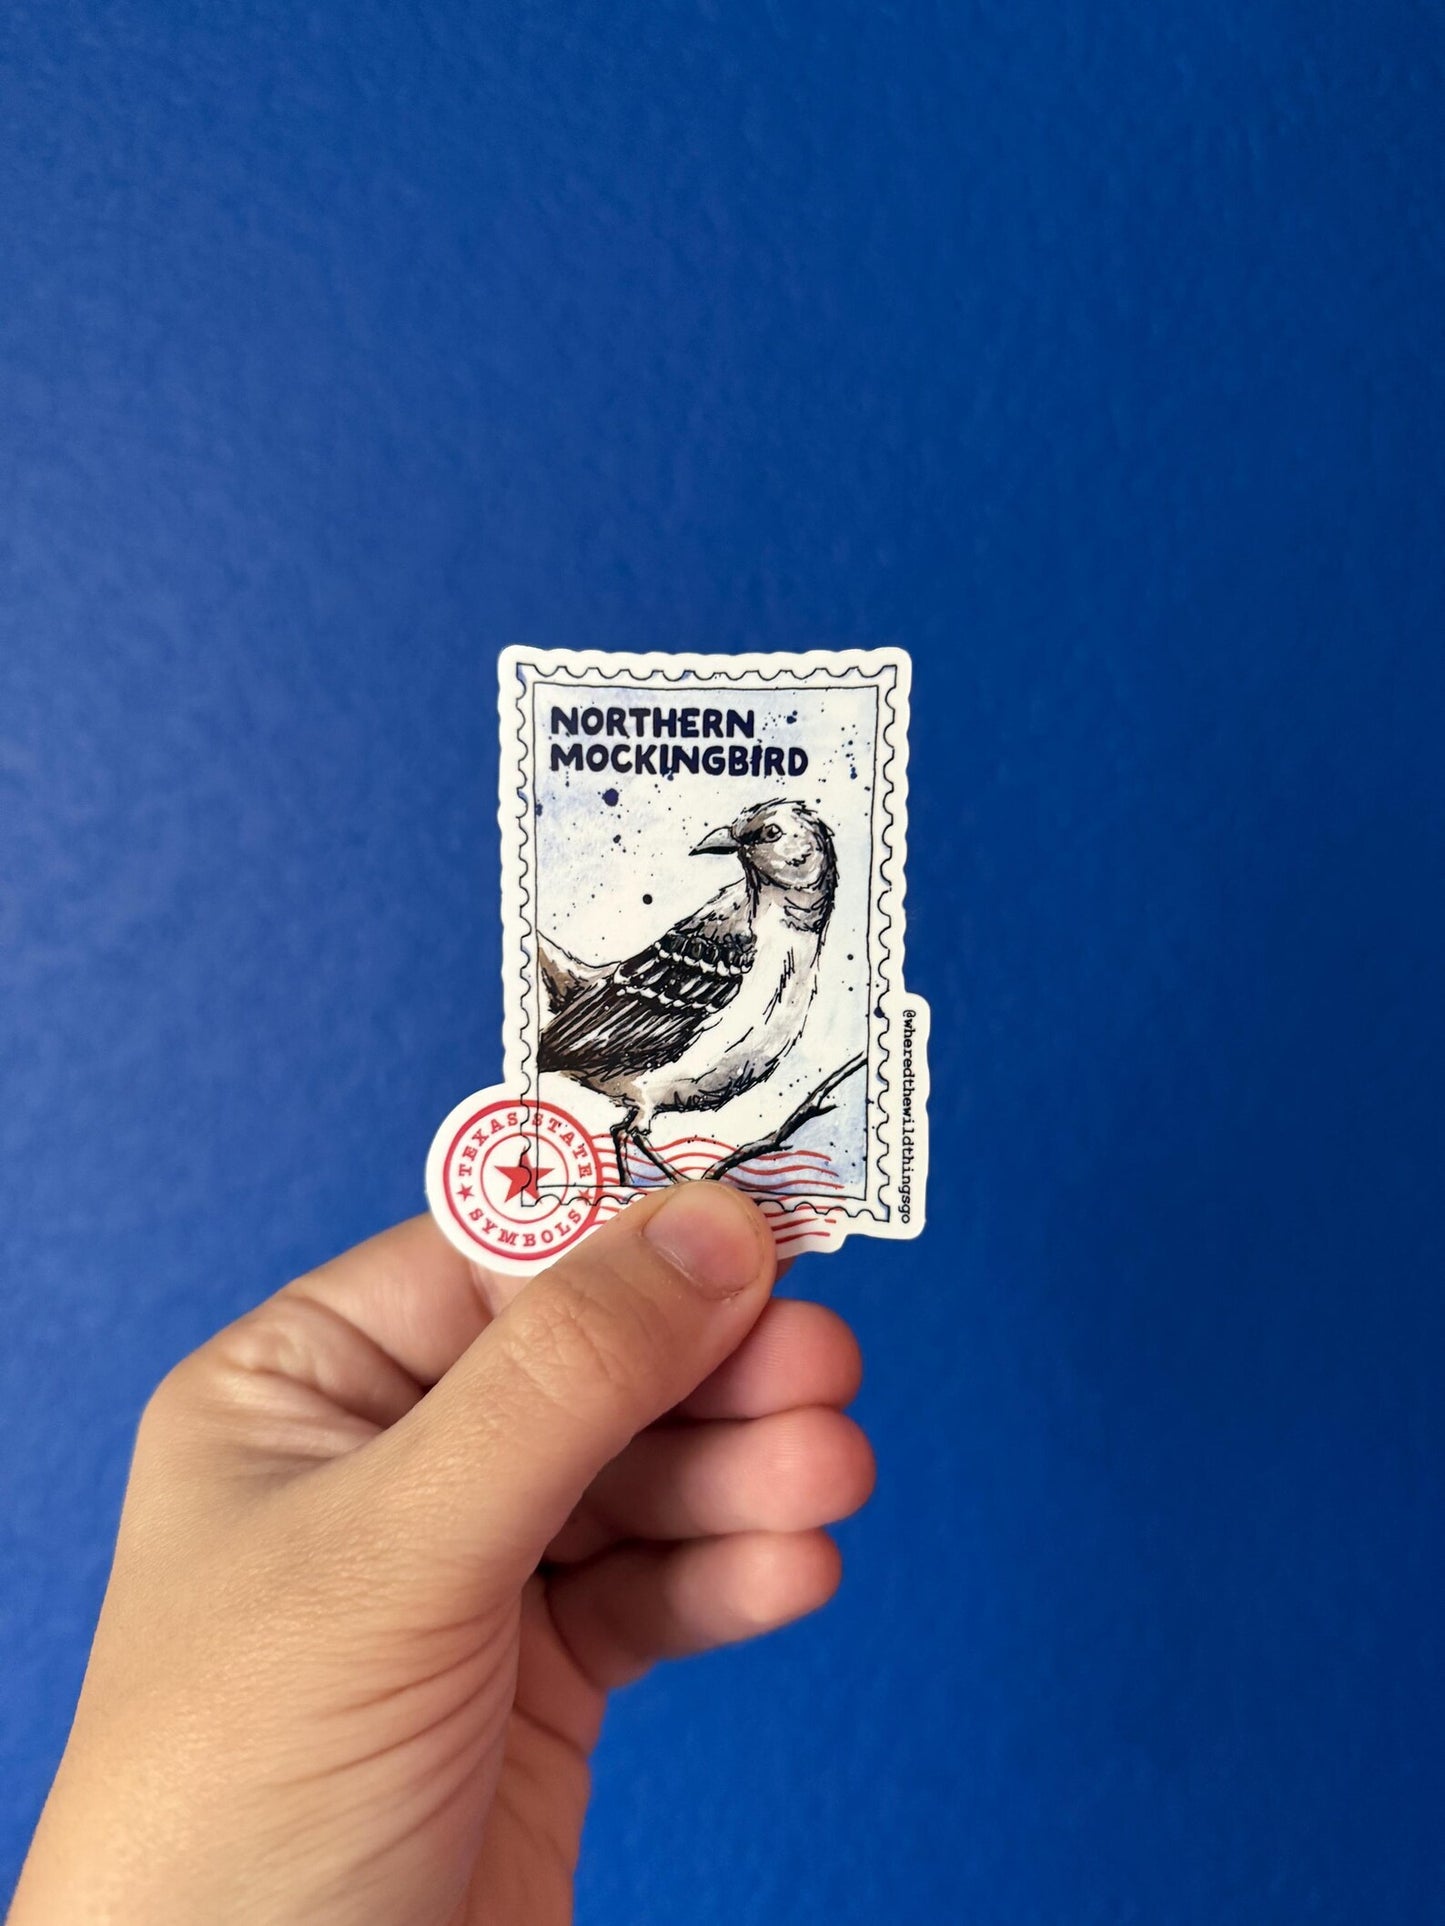 NORTHERN
MOCKINGBIRD
@wheredthewildthingsgo
TEXAS STATE
SYMBOLS